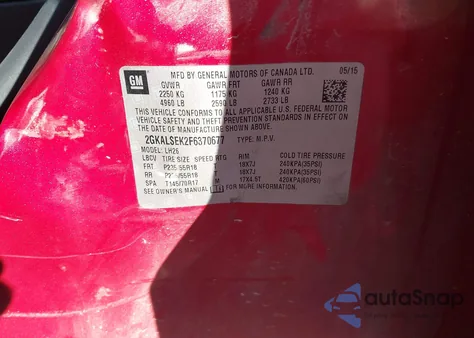 GM MFD BY GENERAL MOTORS OF CANADA LTD. 05/15
GVWR GAWR FRT GAWR RR
2250 KG 1175 KG 1240 KG
4960 LB 2590 LB 2733 LB
THIS VEHICLE CONFORMS TO ALL APPLICABLE U.S. FEDERAL MOTOR
VEHICLE SAFETY AND THEFT PREVENTION STANDARDS IN EFFECT ON
THE DATE OF MANUFACTURE SHOWN ABOVE.
2GKALSEK2F6370677 TYPE: M.P.V.
MODEL: LH26
LBCV TIRE SIZE SPEED RTG RIM COLD TIRE PRESSURE
FRT P235/55R18 T 18X7J 240KPA(35PSI)
RR 55R18 T 18X7J 240KPA(35PSI)
SPA T145/70R17 M 17X4.5T 420KPA(60PSI)
SEE OWNER'S MANUAL FOR ADDITIONAL INFORMATION.
autoSnap